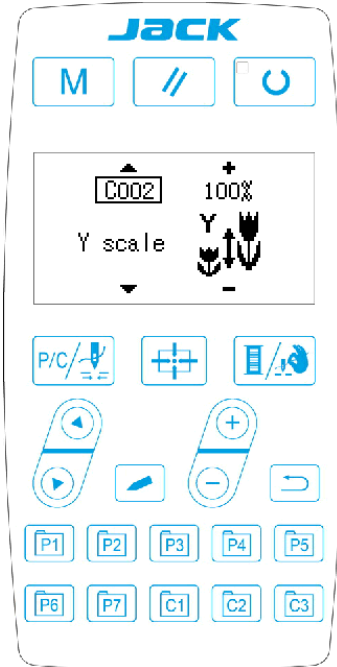 JACK
M
C002 100%
Y scale Y
P/C
P1 P2 P3 P4 P5
P6 P7 C1 C2 C3